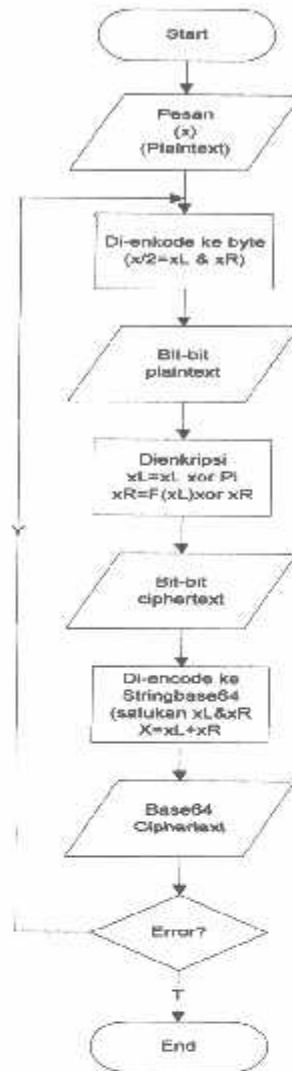 Start
Pesan
(x)
(Plaintext)
Di-enkode ke byte
(x/2=xL & xR)
Bit-bit
plaintext
Dienkripsi
xL=xL xor Pi
xR=F(xL)xor xR
Bit-bit
ciphertext
Di-encode ke
Stringbase64
(satukan xL&xR
X=xL+xR
Base64
Ciphertext
Error?
Y
T
End